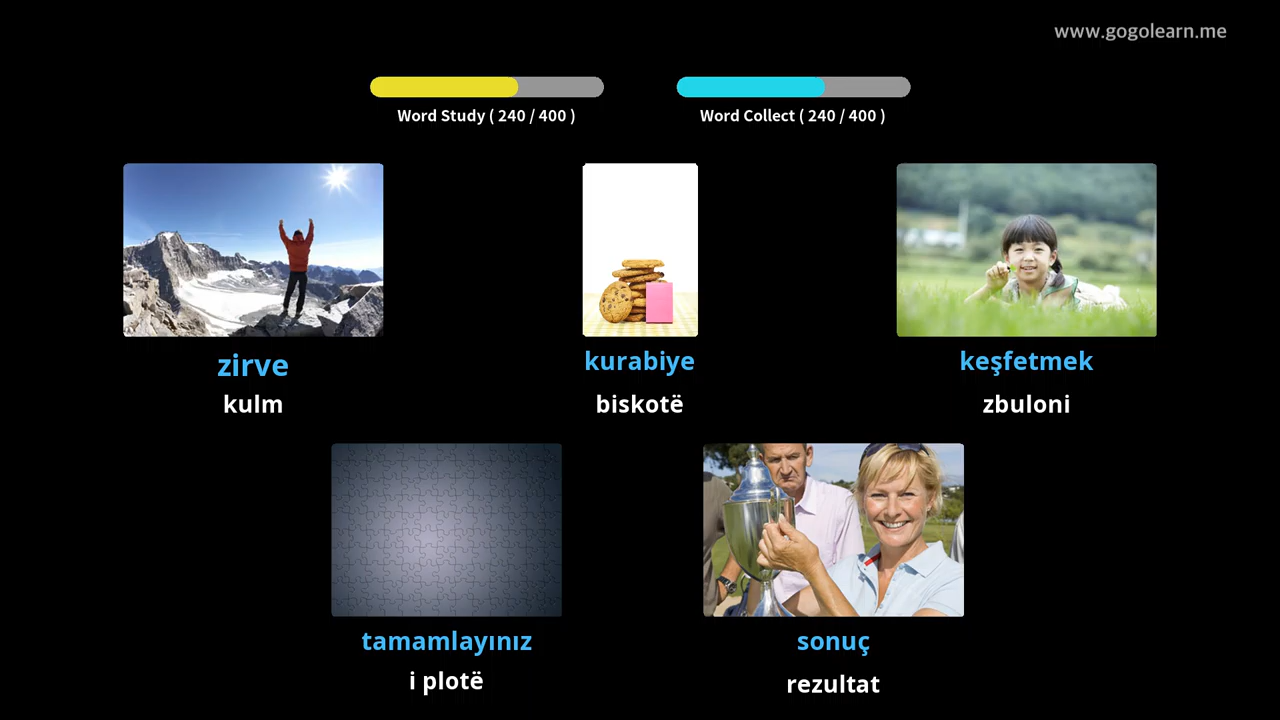 www.gogolearn.me
Word Study ( 240 / 400 )
Word Collect ( 240 / 400 )
zirve
kulm
kurabiye
biskotë
keşfetmek
zbuloni
tamamlayınız
i plotë
sonuç
rezultat